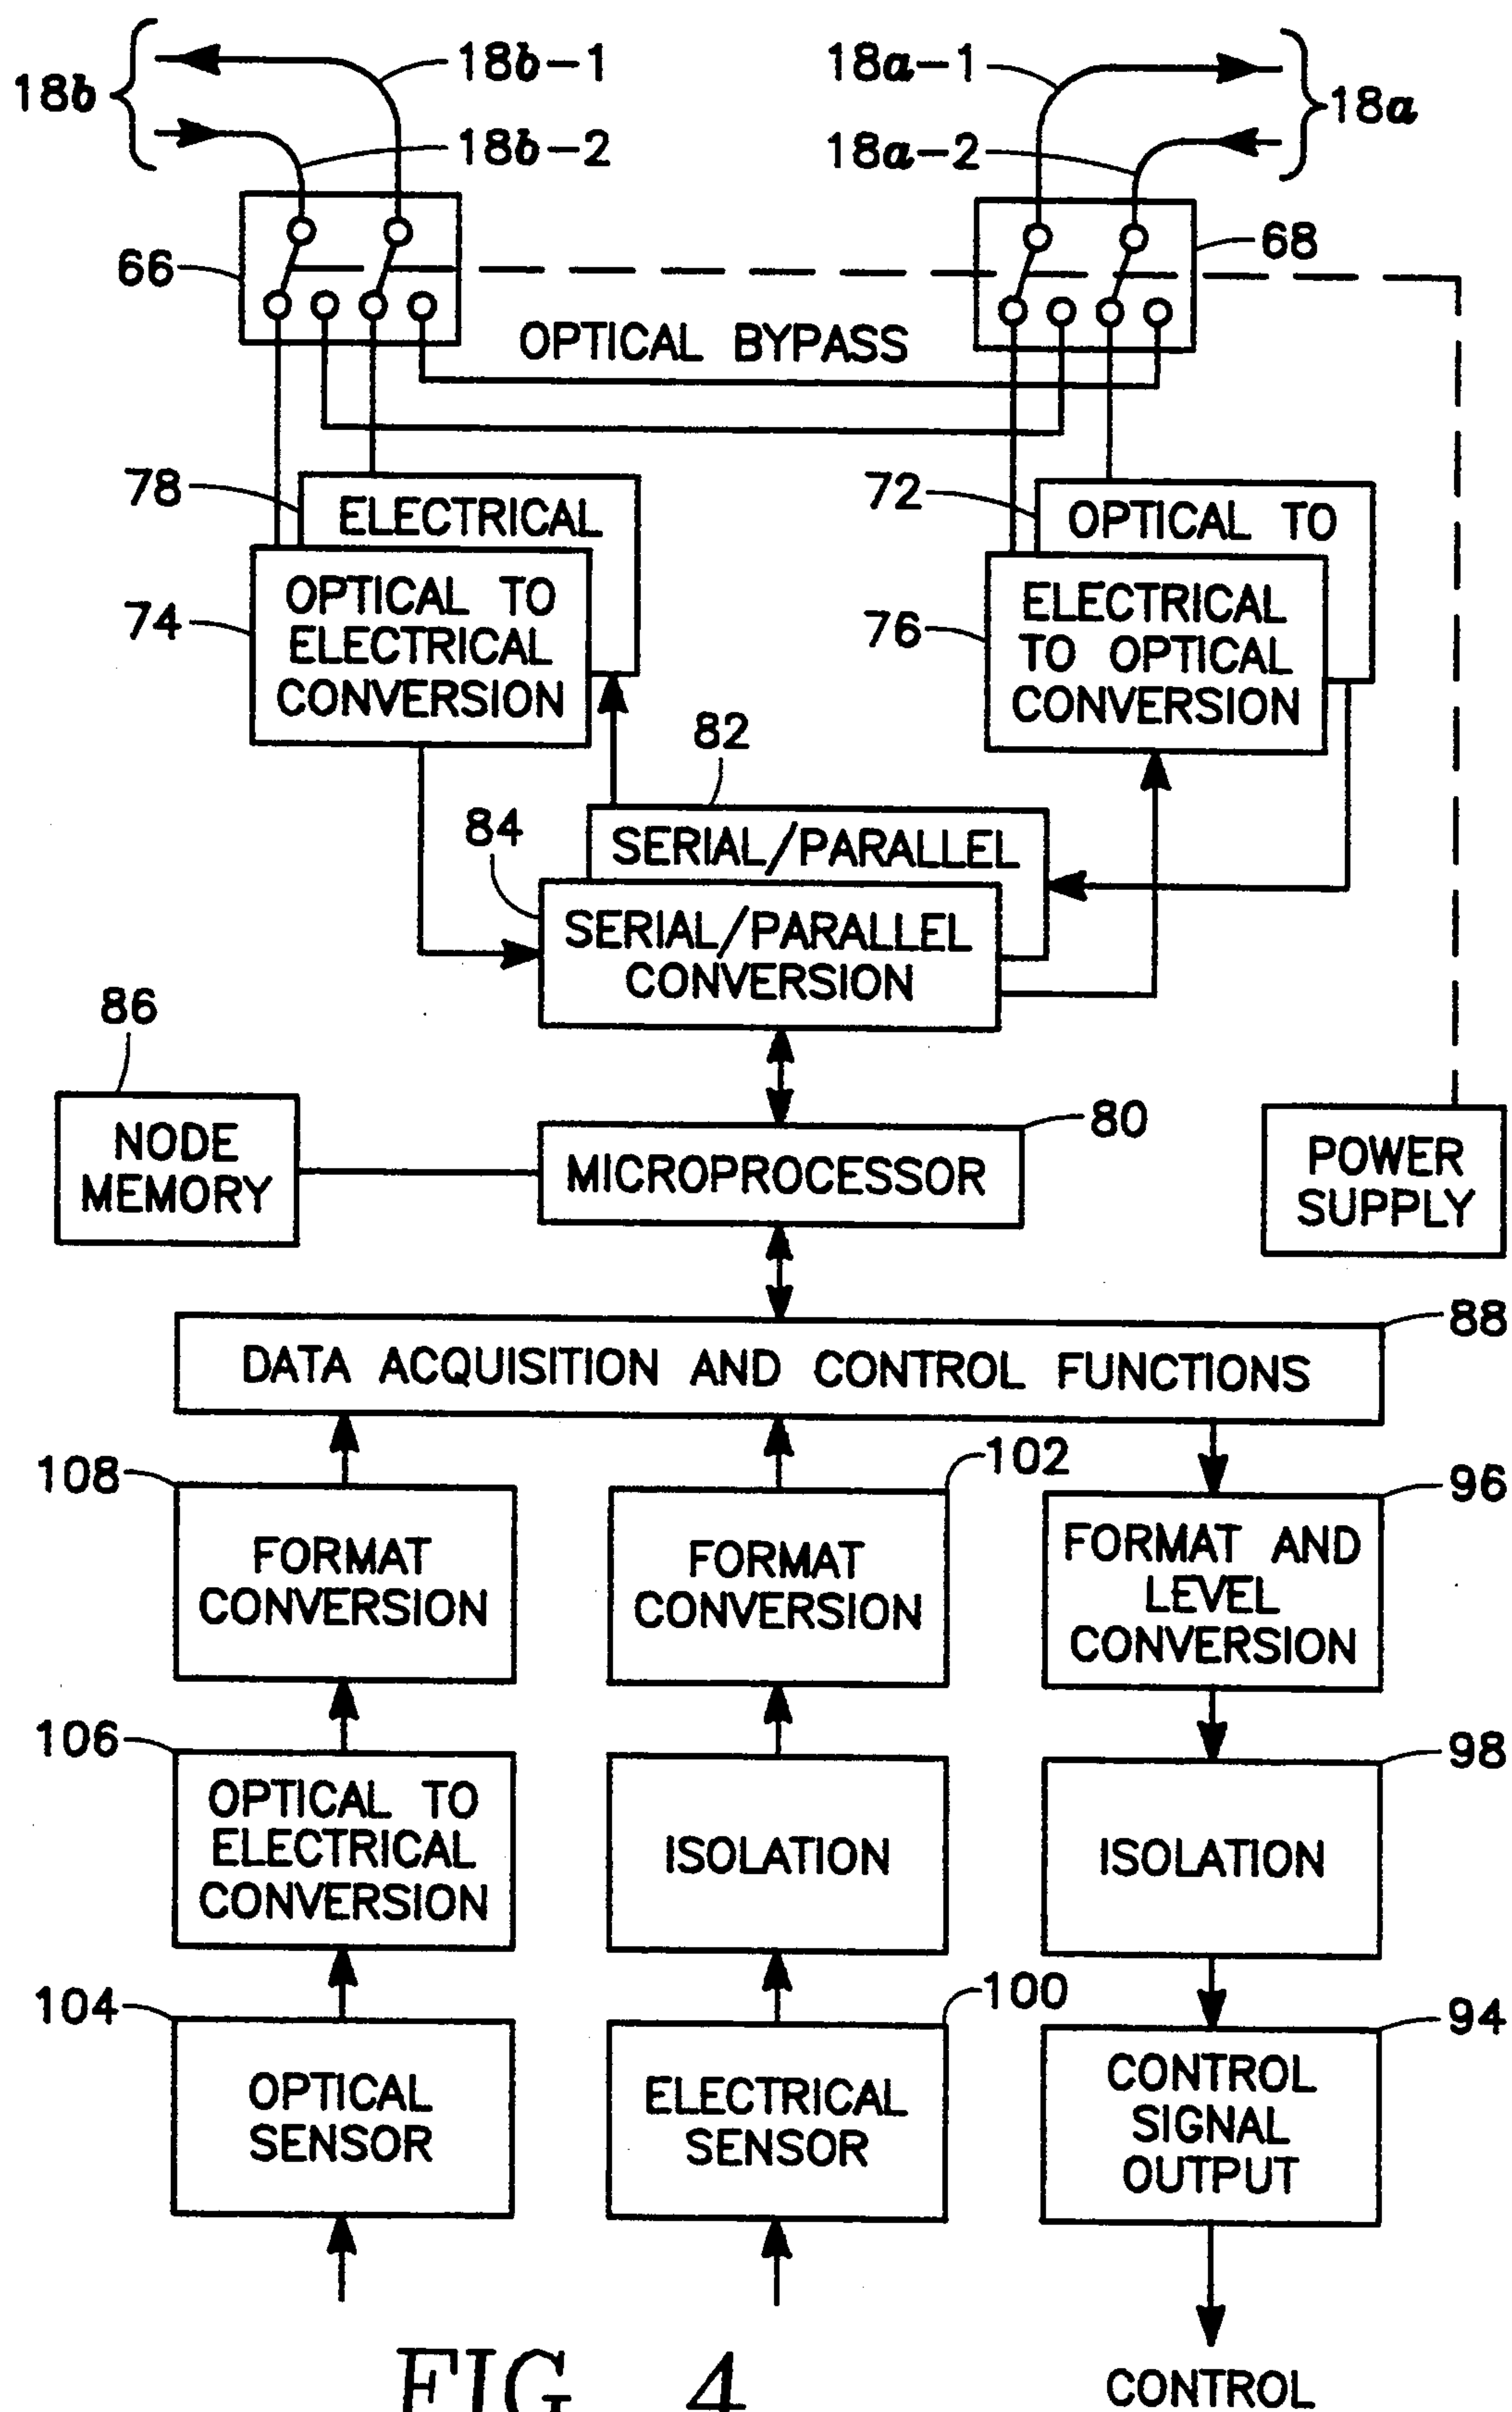 18b
18b-1
18b-2
18a-1
18a-2
18a
66
68
OPTICAL BYPASS
78
ELECTRICAL
72
OPTICAL TO
74
OPTICAL TO
ELECTRICAL
CONVERSION
76
ELECTRICAL
TO OPTICAL
CONVERSION
82
SERIAL/PARALLEL
84
SERIAL/PARALLEL
CONVERSION
86
NODE
MEMORY
80
MICROPROCESSOR
POWER
SUPPLY
88
DATA ACQUISITION AND CONTROL FUNCTIONS
108
FORMAT
CONVERSION
102
FORMAT
CONVERSION
96
FORMAT AND
LEVEL
CONVERSION
106
OPTICAL TO
ELECTRICAL
CONVERSION
ISOLATION
98
ISOLATION
104
OPTICAL
SENSOR
100
ELECTRICAL
SENSOR
94
CONTROL
SIGNAL
OUTPUT
CONTROL
FIG. 4